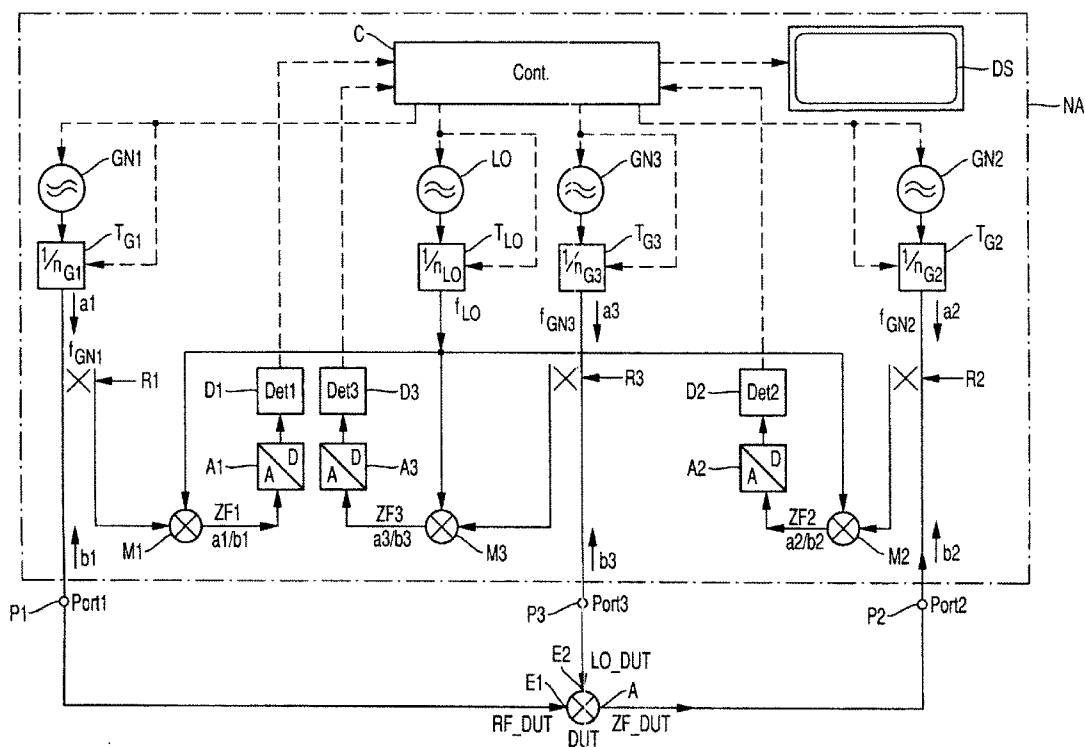 C
Cont.
DS
NA
GN1
LO
GN3
GN2
1/nG1
TG1
1/nLO
TLO
1/nG3
TG3
1/nG2
TG2
a1
fLO
fGN3
a3
fGN2
a2
fGN1
R1
D1
Det1
Det3
D3
R3
D2
Det2
R2
A1
A
D
A
D
A3
A2
A
D
M1
ZF1
a1/b1
ZF3
a3/b3
M3
ZF2
a2/b2
M2
b1
b3
b2
P1
Port1
P3
Port3
P2
Port2
E2
LO_DUT
E1
A
RF_DUT
DUT
ZF_DUT